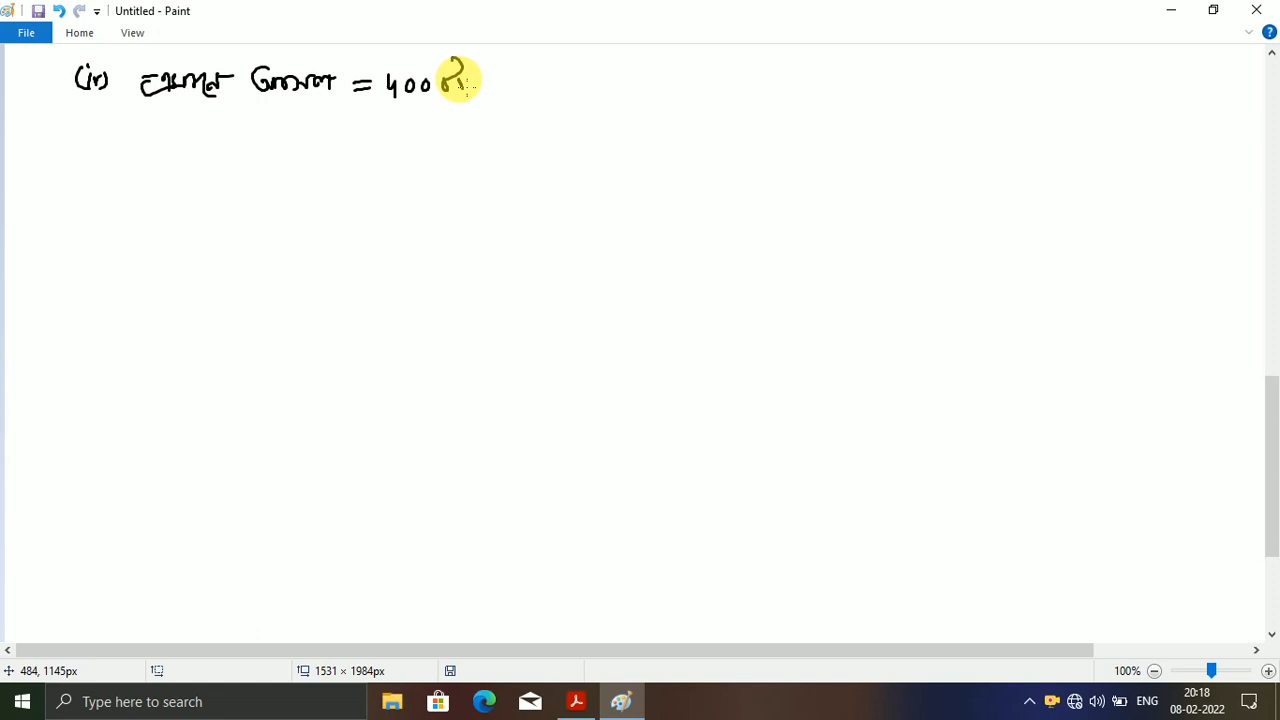 Untitled - Paint
File Home View
(iv)
= 400
484, 1145px
1531 × 1984px
100%
Type here to search
ENG
20:18
08-02-2022